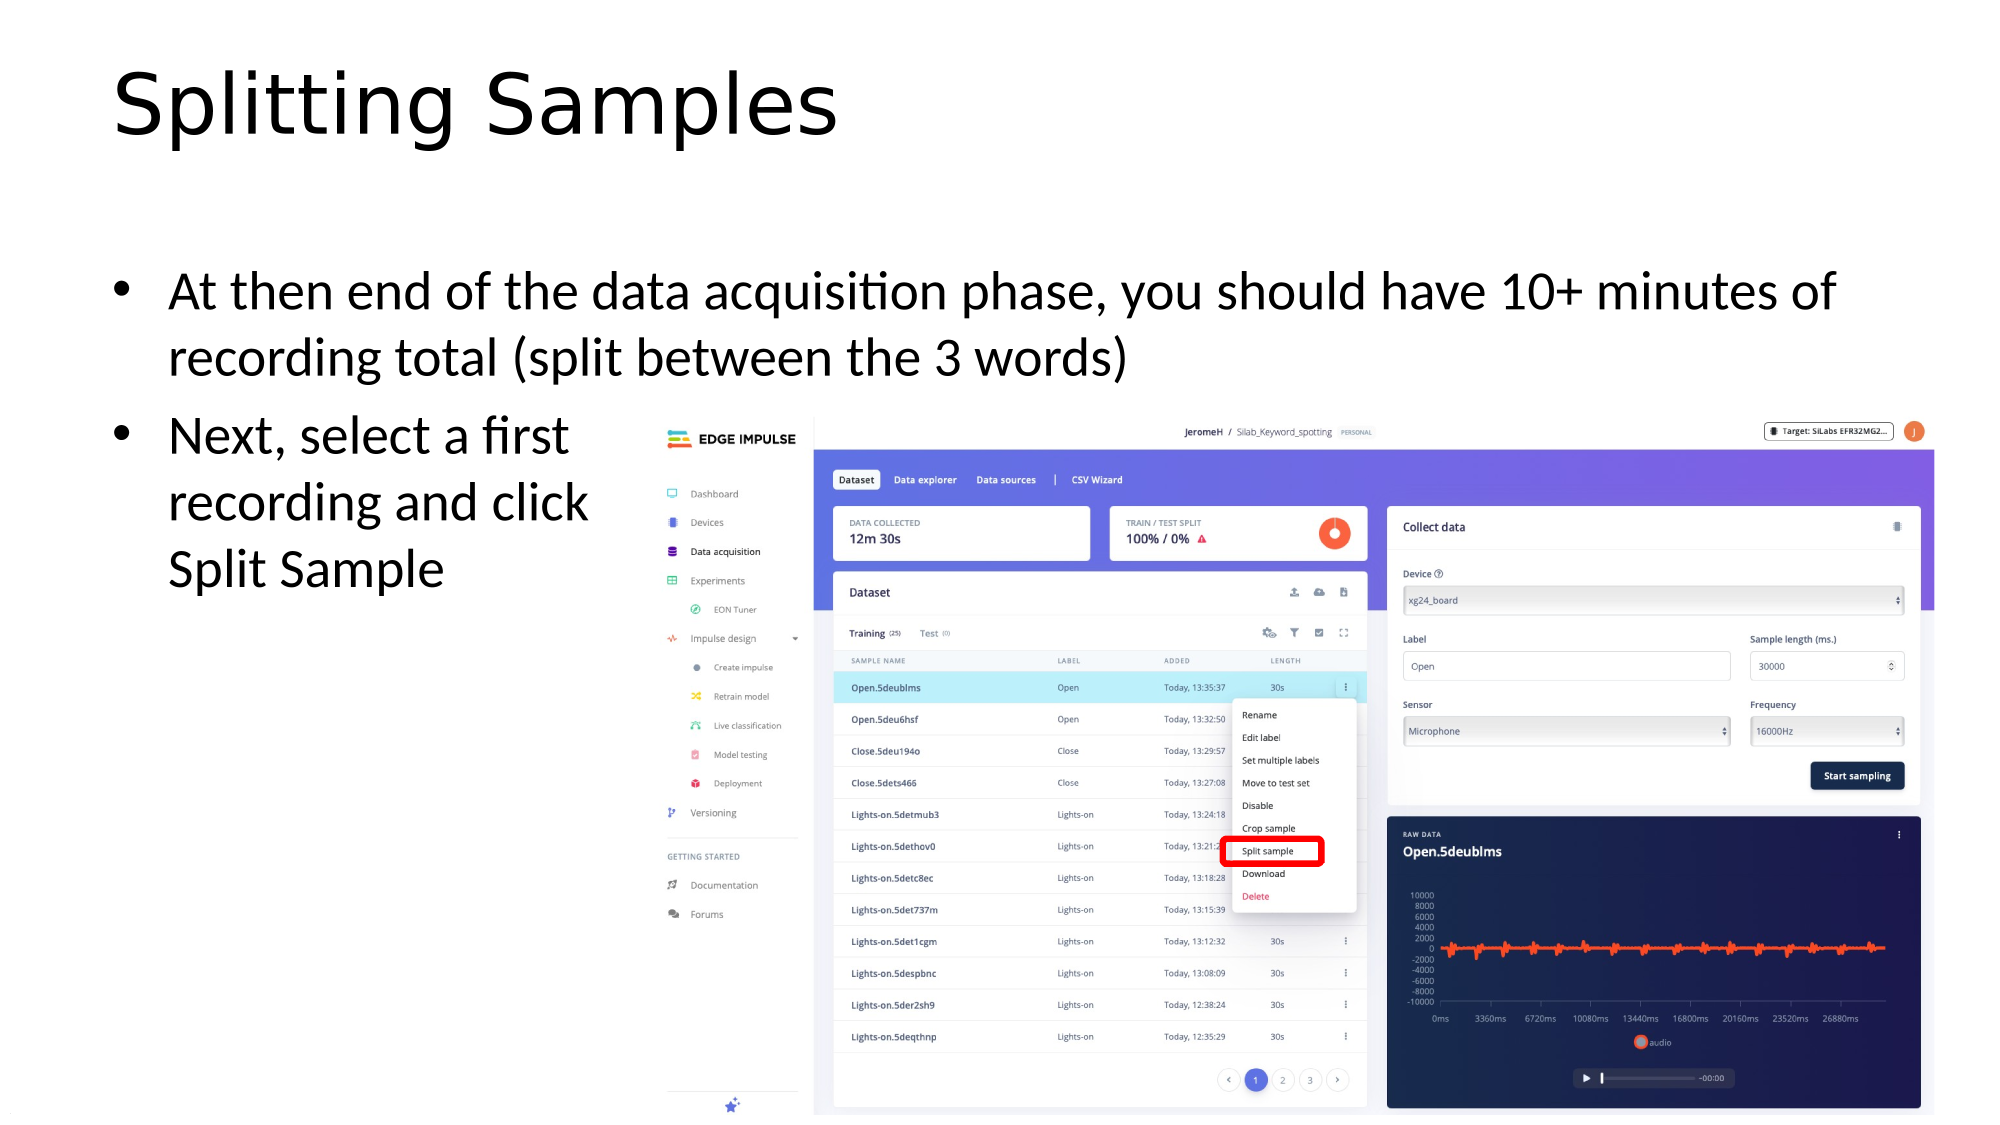 Splitting Samples
• At then end of the data acquisition phase, you should have 10+ minutes of
recording total (split between the 3 words)
• Next, select a first
recording and click
Split Sample
EDGE IMPULSE
JeromeH / Silab_Keyword_spotting PERSONAL
Target: SiLabs EFR32MG2...
J
Dashboard
Devices
Data acquisition
Experiments
EON Tuner
Impulse design
Create impulse
Retrain model
Live classification
Model testing
Deployment
Versioning
GETTING STARTED
Documentation
Forums
Dataset Data explorer Data sources | CSV Wizard
DATA COLLECTED
12m 30s
TRAIN / TEST SPLIT
100% / 0%
Dataset
Training (25) Test (0)
SAMPLE NAME LABEL ADDED LENGTH
Open.5deublms Open Today, 13:35:37 30s
Open.5deu6hsf Open Today, 13:32:50
Close.5deu194o Close Today, 13:29:57
Close.5dets466 Close Today, 13:27:08
Lights-on.5detmub3 Lights-on Today, 13:24:18
Lights-on.5dethov0 Lights-on Today, 13:21:2
Lights-on.5detc8ec Lights-on Today, 13:18:28
Lights-on.5det737m Lights-on Today, 13:15:39
Lights-on.5det1cgm Lights-on Today, 13:12:32 30s
Lights-on.5despbnc Lights-on Today, 13:08:09 30s
Lights-on.5der2sh9 Lights-on Today, 12:38:24 30s
Lights-on.5deqthnp Lights-on Today, 12:35:29 30s
Rename
Edit label
Set multiple labels
Move to test set
Disable
Crop sample
Split sample
Download
Delete
< 1 2 3 >
Collect data
Device
xg24_board
Label Sample length (ms.)
Open 30000
Sensor Frequency
Microphone 16000Hz
Start sampling
RAW DATA
Open.5deublms
10000
8000
6000
4000
2000
0
-2000
-4000
-6000
-8000
-10000
0ms 3360ms 6720ms 10080ms 13440ms 16800ms 20160ms 23520ms 26880ms
audio
-00:00